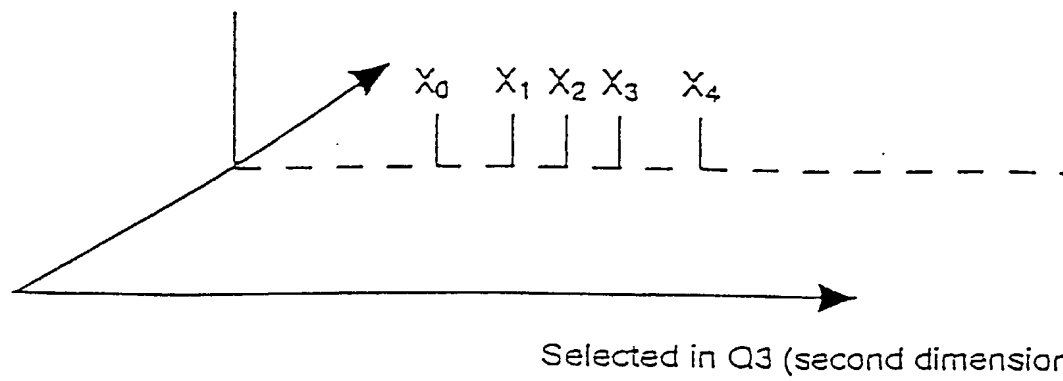 X₀ X₁ X₂ X₃ X₄
Selected in Q3 (second dimension